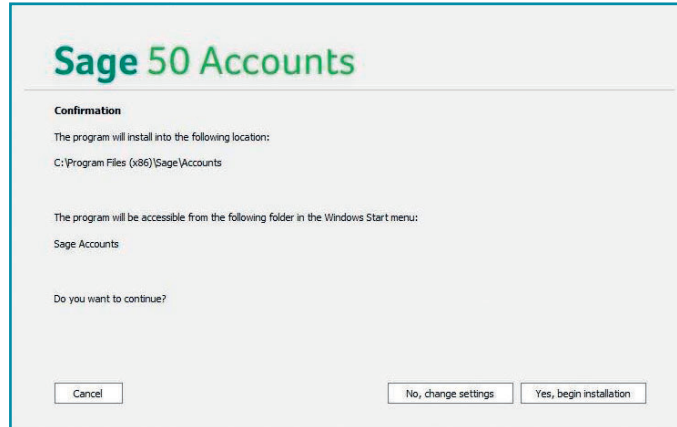 Sage 50 Accounts
Confirmation
The program will install into the following location:
C:\Program Files (x86)\Sage\Accounts
The program will be accessible from the following folder in the Windows Start menu:
Sage Accounts
Do you want to continue?
Cancel No, change settings Yes, begin installation